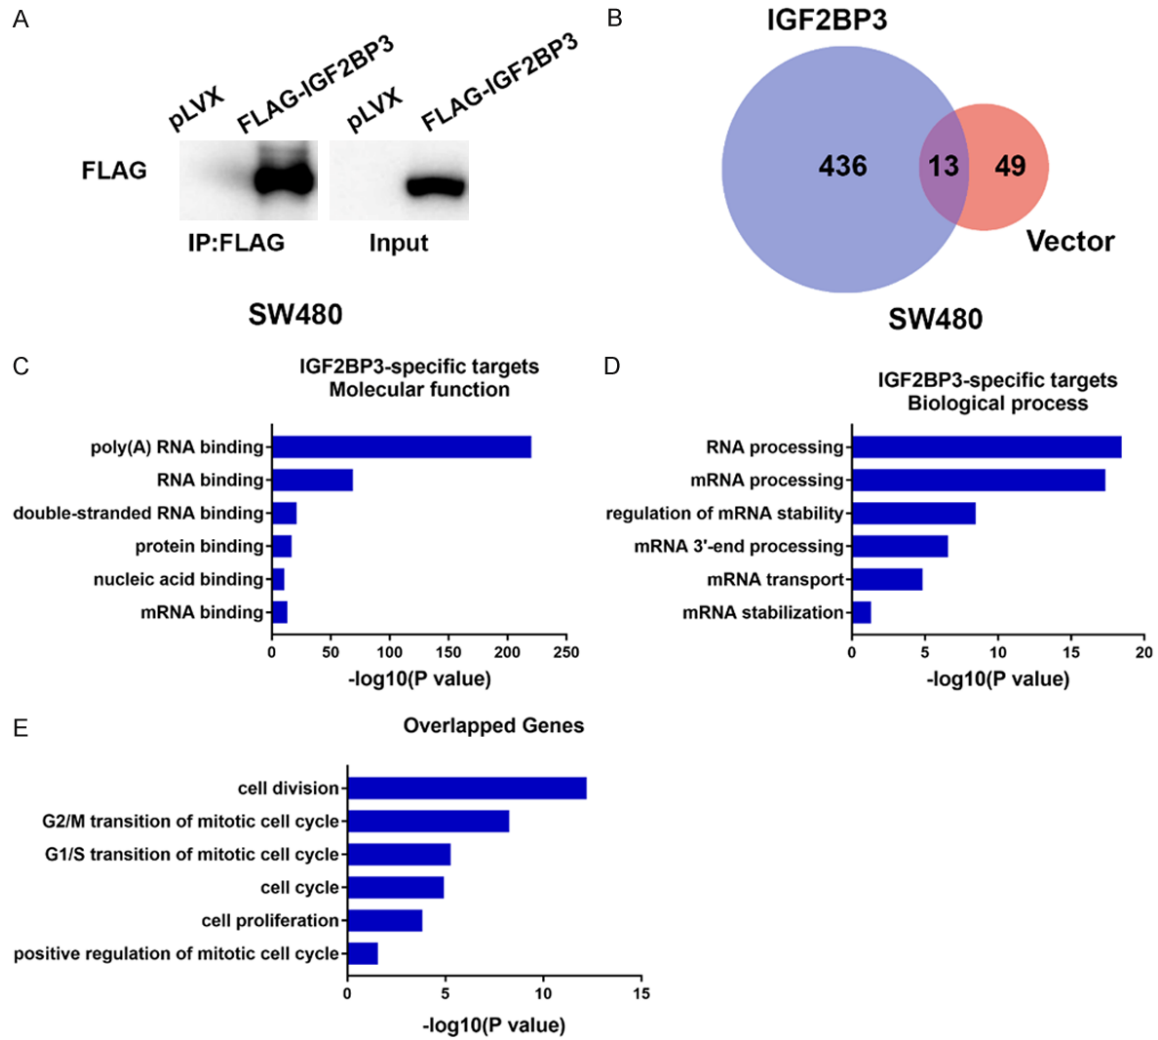 A
pLVX
FLAG-IGF2BP3
pLVX
FLAG-IGF2BP3
FLAG
IP:FLAG
Input
SW480
B
IGF2BP3
436
13
49
Vector
SW480
C
IGF2BP3-specific targets
Molecular function
poly(A) RNA binding
RNA binding
double-stranded RNA binding
protein binding
nucleic acid binding
mRNA binding
0 50 100 150 200 250
-log10(P value)
D
IGF2BP3-specific targets
Biological process
RNA processing
mRNA processing
regulation of mRNA stability
mRNA 3'-end processing
mRNA transport
mRNA stabilization
0 5 10 15 20
-log10(P value)
E
Overlapped Genes
cell division
G2/M transition of mitotic cell cycle
G1/S transition of mitotic cell cycle
cell cycle
cell proliferation
positive regulation of mitotic cell cycle
0 5 10 15
-log10(P value)